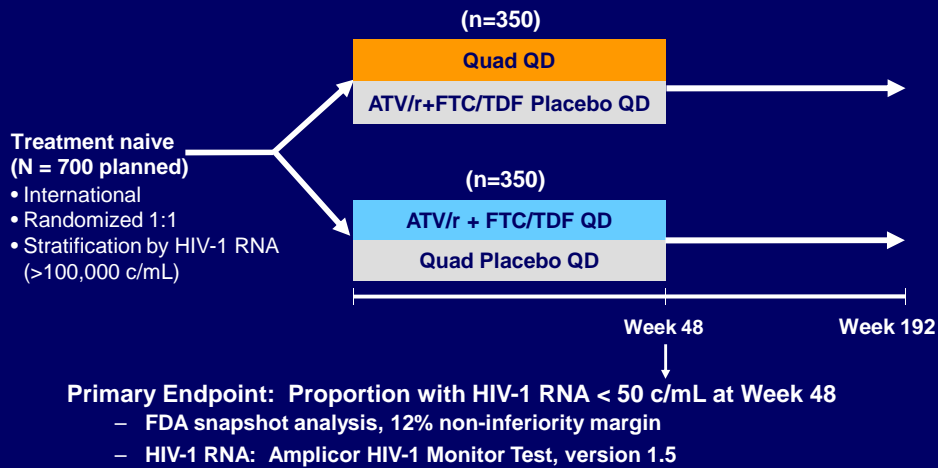 (n=350)
Quad QD
ATV/r+FTC/TDF Placebo QD
Treatment naive
(N = 700 planned)
• International
• Randomized 1:1
• Stratification by HIV-1 RNA
(>100,000 c/mL)
(n=350)
ATV/r + FTC/TDF QD
Quad Placebo QD
Week 48
Week 192
Primary Endpoint: Proportion with HIV-1 RNA < 50 c/mL at Week 48
– FDA snapshot analysis, 12% non-inferiority margin
– HIV-1 RNA: Amplicor HIV-1 Monitor Test, version 1.5